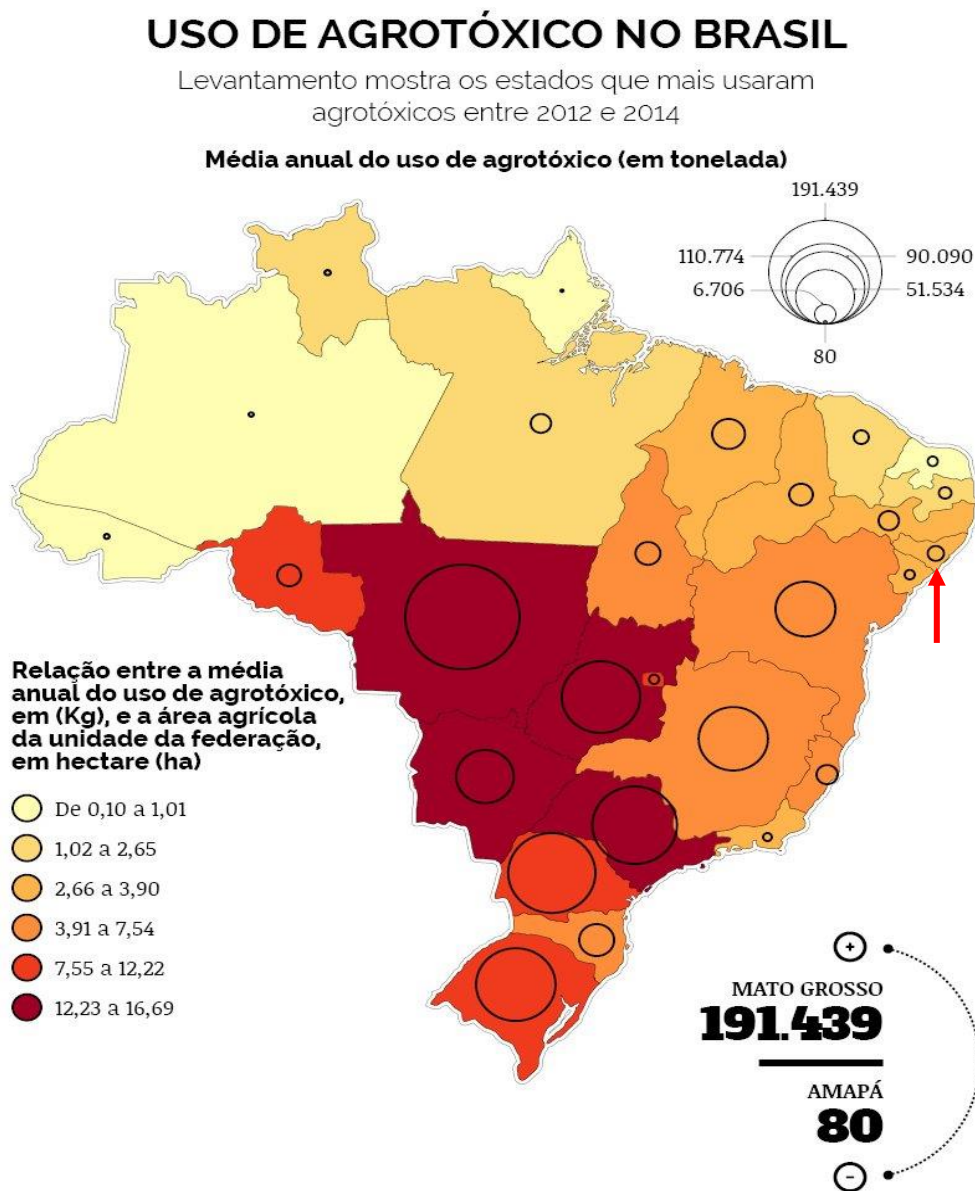 USO DE AGROTÓXICO NO BRASIL
Levantamento mostra os estados que mais usaram
agrotóxicos entre 2012 e 2014
Média anual do uso de agrotóxico (em tonelada)
191.439
110.774
90.090
6.706
51.534
80
Relação entre a média
anual do uso de agrotóxico,
em (Kg), e a área agrícola
da unidade da federação,
em hectare (ha)
De 0,10 a 1,01
1,02 a 2,65
2,66 a 3,90
3,91 a 7,54
7,55 a 12,22
12,23 a 16,69
+
MATO GROSSO
191.439
AMAPÁ
80
−